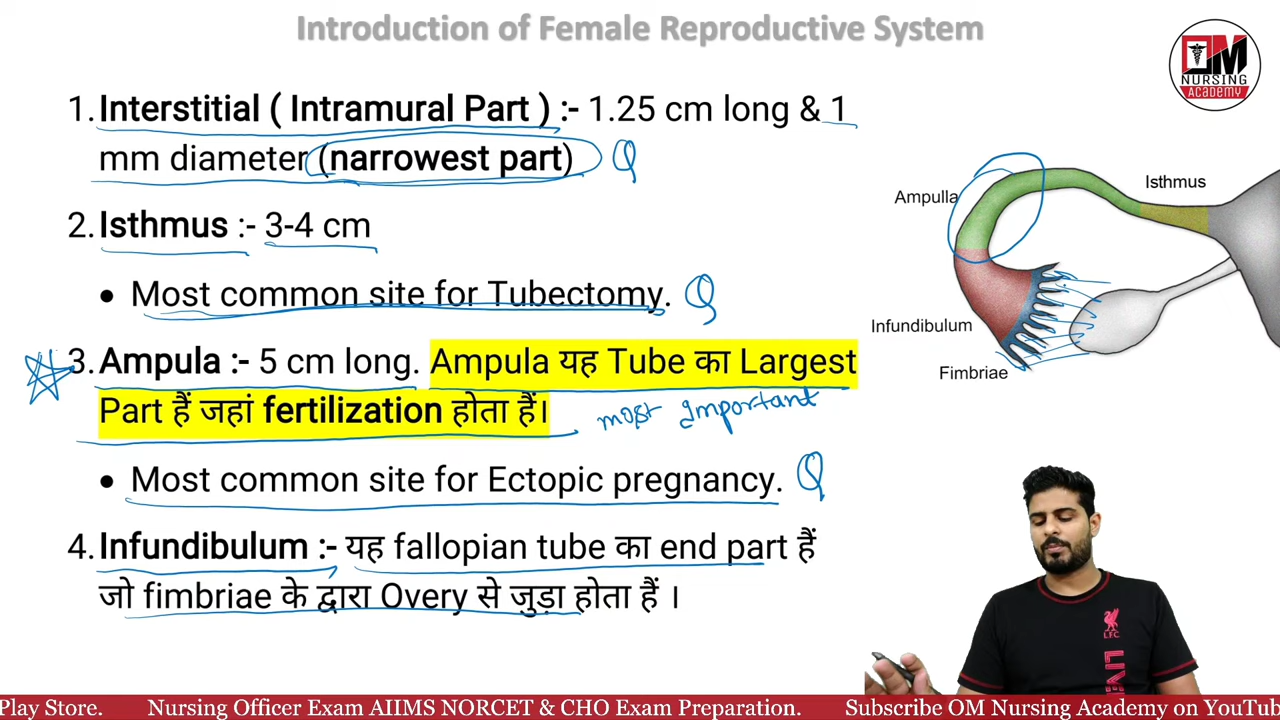 Introduction of Female Reproductive System
OM
NURSING
ACADEMY
1. Interstitial ( Intramural Part ) :- 1.25 cm long & 1
mm diameter (narrowest part) Q
2. Isthmus :- 3-4 cm
• Most common site for Tubectomy. Q
3. Ampula :- 5 cm long. Ampula यह Tube का Largest
Part हैं जहां fertilization होता हैं।
most important
• Most common site for Ectopic pregnancy. Q
4. Infundibulum :- यह fallopian tube का end part हैं
जो fimbriae के द्वारा Overy से जुड़ा होता हैं ।
Ampulla
Isthmus
Infundibulum
Fimbriae
L.F.C.
LIVE
Play Store. Nursing Officer Exam AIIMS NORCET & CHO Exam Preparation. Subscribe OM Nursing Academy on YouTub